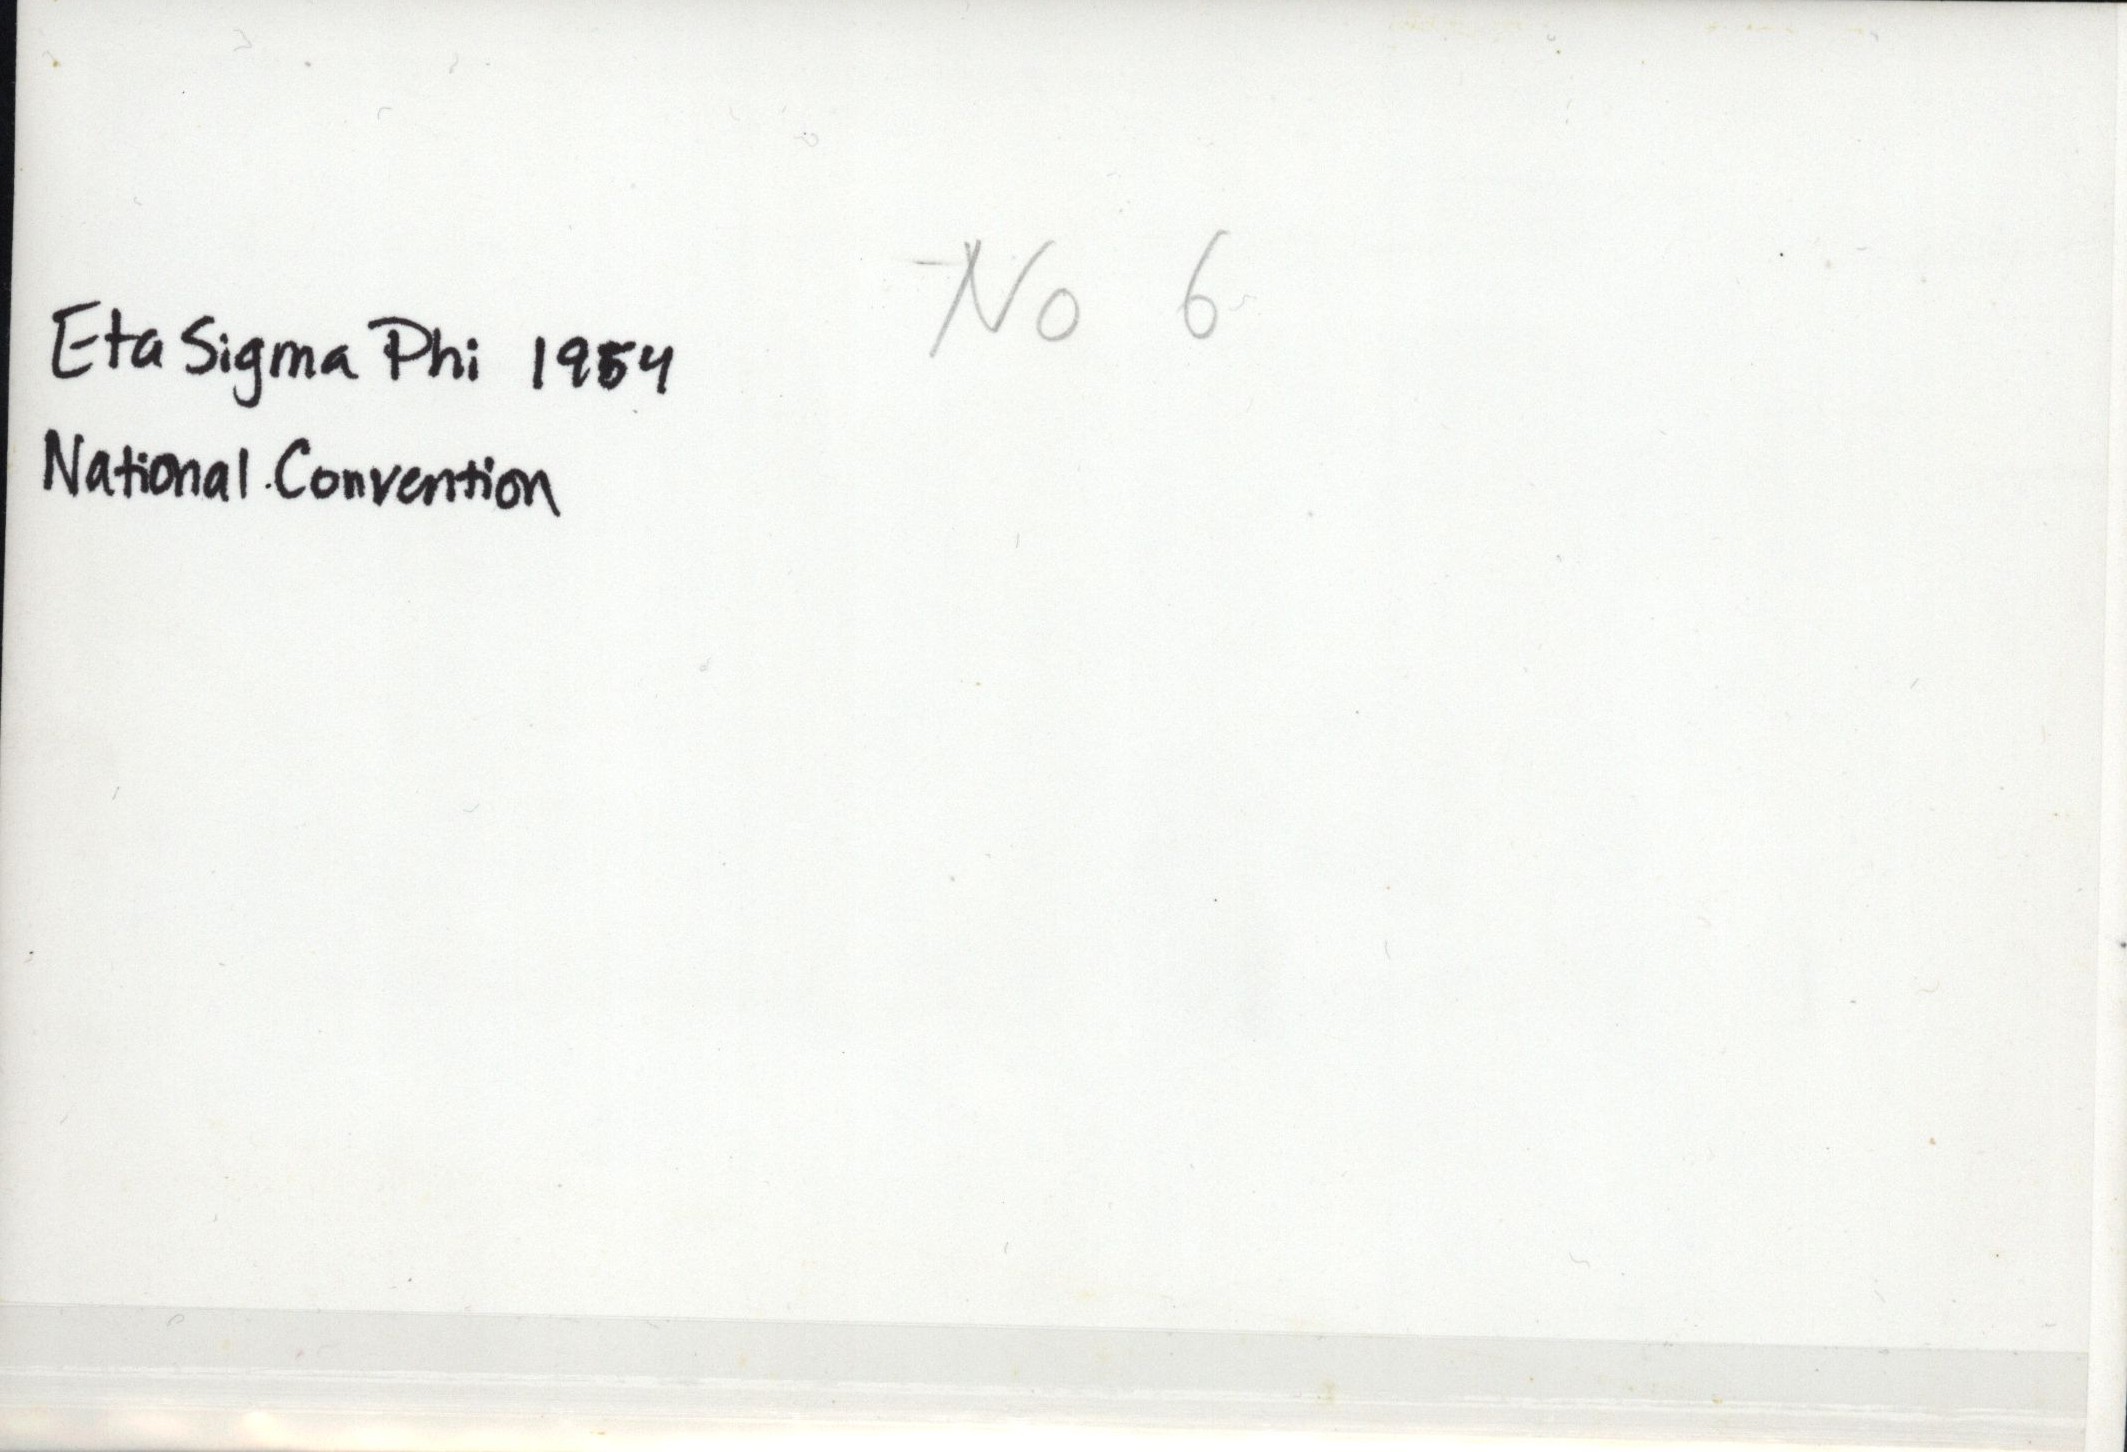 No 6
Eta Sigma Phi 1954
National Convention